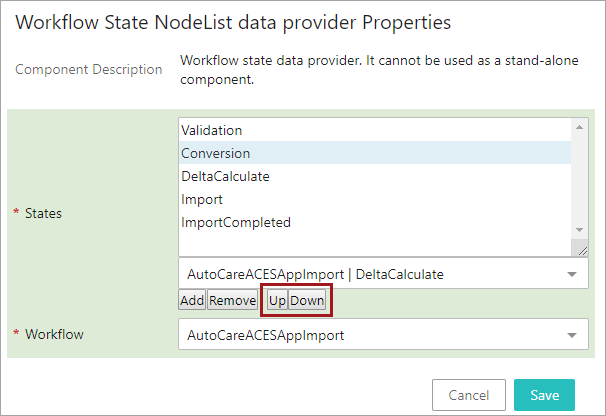 Workflow State NodeList data provider Properties
Component Description
Workflow state data provider. It cannot be used as a stand-alone
component.
* States
Validation
Conversion
DeltaCalculate
Import
ImportCompleted
AutoCareACESAppImport | DeltaCalculate
Add Remove Up Down
* Workflow
AutoCareACESAppImport
Cancel Save